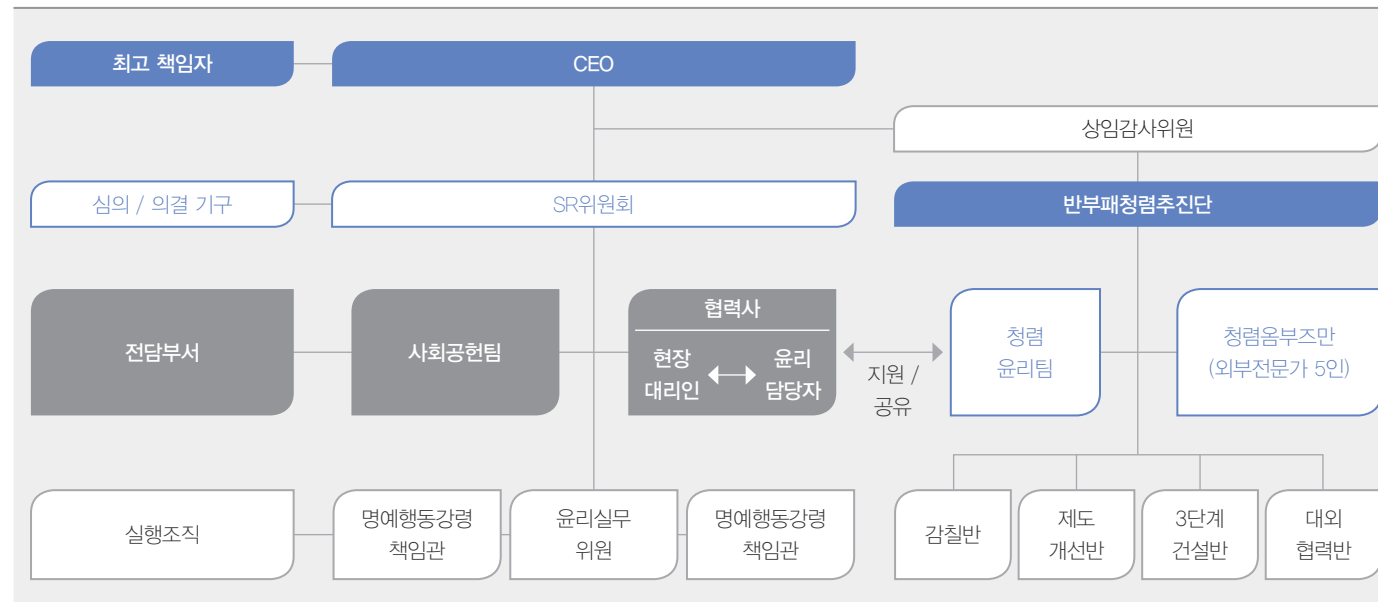 최고 책임자
CEO
상임감사위원
심의 / 의결 기구
SR위원회
반부패청렴추진단
전담부서
사회공헌팀
협력사
현장
대리인
윤리
담당자
지원 /
공유
청렴
윤리팀
청렴옴부즈만
(외부전문가 5인)
실행조직
명예행동강령
책임관
윤리실무
위원
명예행동강령
책임관
감칠반
제도
개선반
3단계
건설반
대외
협력반